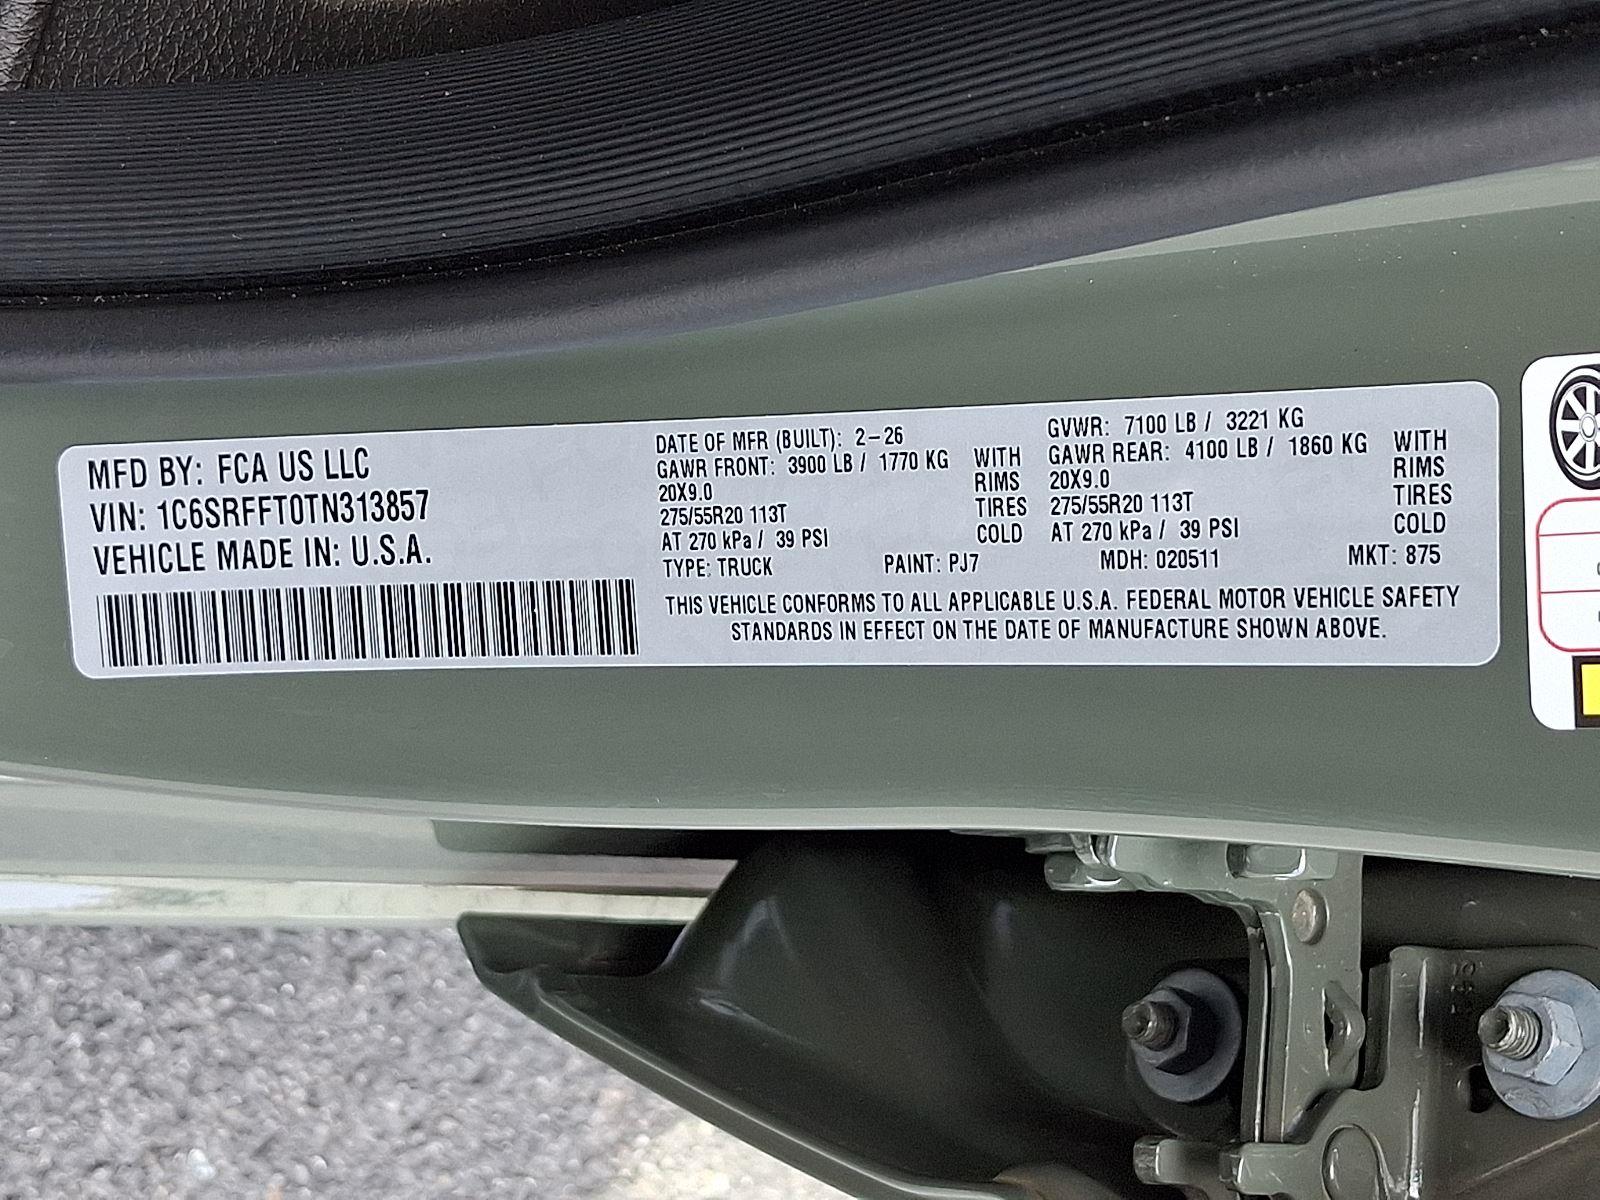 MFD BY: FCA US LLC
VIN: 1C6SRFFT0TN313857
VEHICLE MADE IN: U.S.A.
DATE OF MFR (BUILT): 2-26
GAWR FRONT: 3900 LB / 1770 KG WITH
20X9.0 RIMS
275/55R20 113T TIRES
AT 270 kPa / 39 PSI COLD
GVWR: 7100 LB / 3221 KG
GAWR REAR: 4100 LB / 1860 KG WITH
20X9.0 RIMS
275/55R20 113T TIRES
AT 270 kPa / 39 PSI COLD
TYPE: TRUCK PAINT: PJ7 MDH: 020511 MKT: 875
THIS VEHICLE CONFORMS TO ALL APPLICABLE U.S.A. FEDERAL MOTOR VEHICLE SAFETY
STANDARDS IN EFFECT ON THE DATE OF MANUFACTURE SHOWN ABOVE.